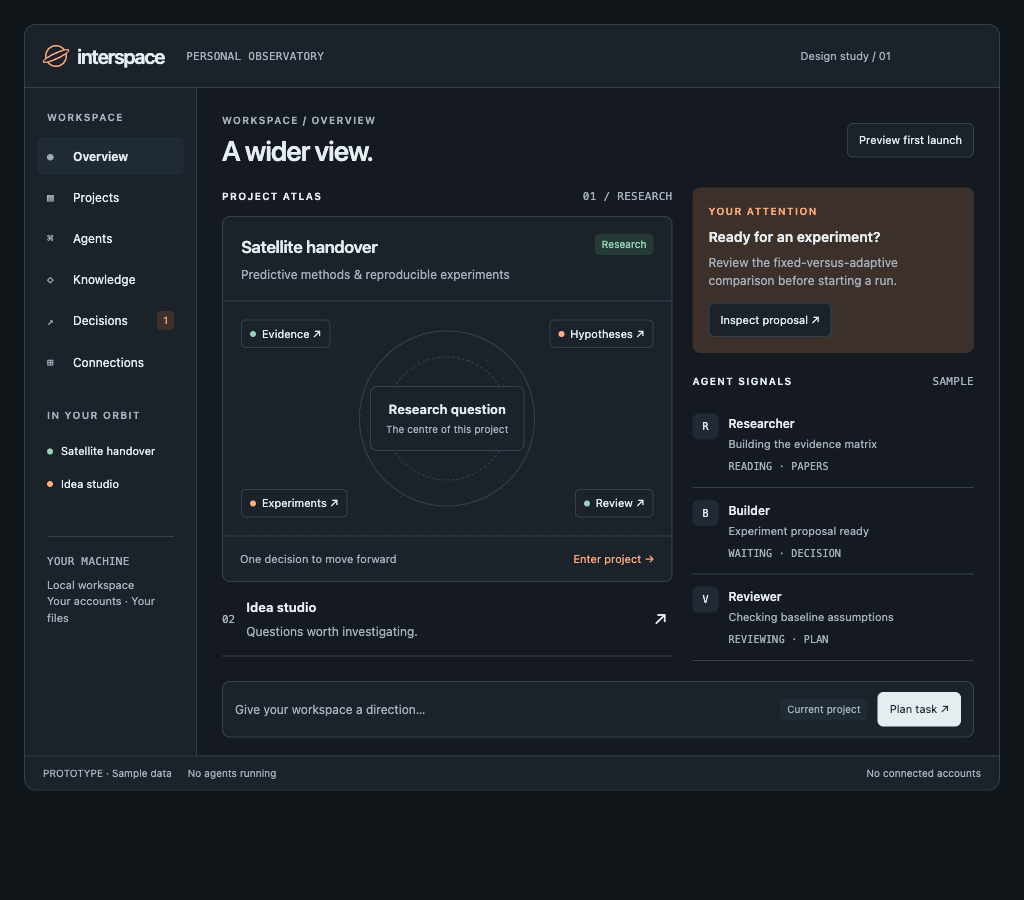 interspace
PERSONAL OBSERVATORY
Design study / 01
WORKSPACE
Overview
Projects
Agents
Knowledge
Decisions 1
Connections
IN YOUR ORBIT
Satellite handover
Idea studio
YOUR MACHINE
Local workspace
Your accounts · Your
files
WORKSPACE / OVERVIEW
A wider view.
Preview first launch
PROJECT ATLAS
01 / RESEARCH
Satellite handover
Research
Predictive methods & reproducible experiments
Evidence ↗
Hypotheses ↗
Research question
The centre of this project
Experiments ↗
Review ↗
One decision to move forward
Enter project →
02
Idea studio
Questions worth investigating.
↗
YOUR ATTENTION
Ready for an experiment?
Review the fixed-versus-adaptive
comparison before starting a run.
Inspect proposal ↗
AGENT SIGNALS
SAMPLE
R
Researcher
Building the evidence matrix
READING · PAPERS
B
Builder
Experiment proposal ready
WAITING · DECISION
V
Reviewer
Checking baseline assumptions
REVIEWING · PLAN
Give your workspace a direction...
Current project
Plan task ↗
PROTOTYPE · Sample data
No agents running
No connected accounts